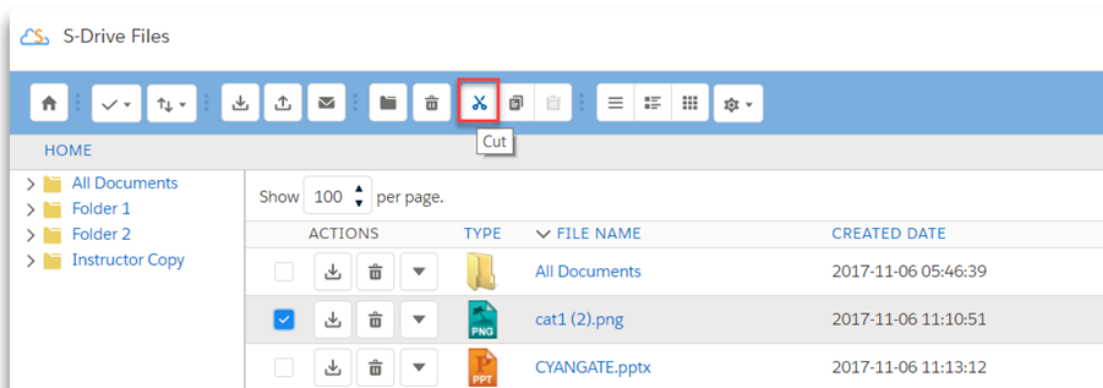 S-Drive Files
Cut
HOME
All Documents
Folder 1
Folder 2
Instructor Copy
Show 100 per page.
ACTIONS TYPE FILE NAME CREATED DATE
All Documents 2017-11-06 05:46:39
PNG cat1 (2).png 2017-11-06 11:10:51
P PPT CYANGATE.pptx 2017-11-06 11:13:12